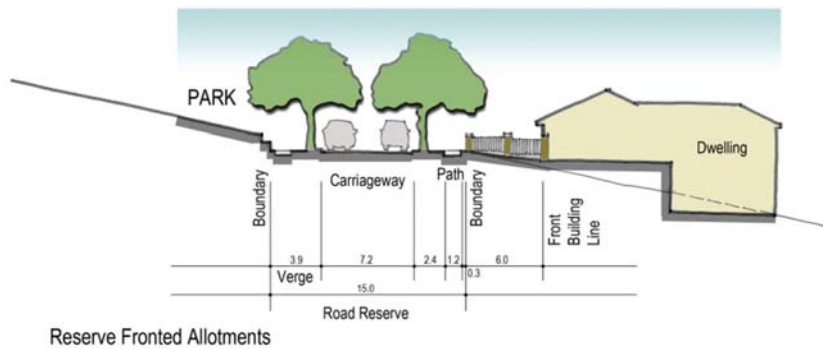 PARK
Dwelling
Carriageway
Path
Boundary
Boundary
Front
Building
Line
3.9
7.2
2.4
1.2
0.3
6.0
Verge
15.0
Road Reserve
Reserve Fronted Allotments